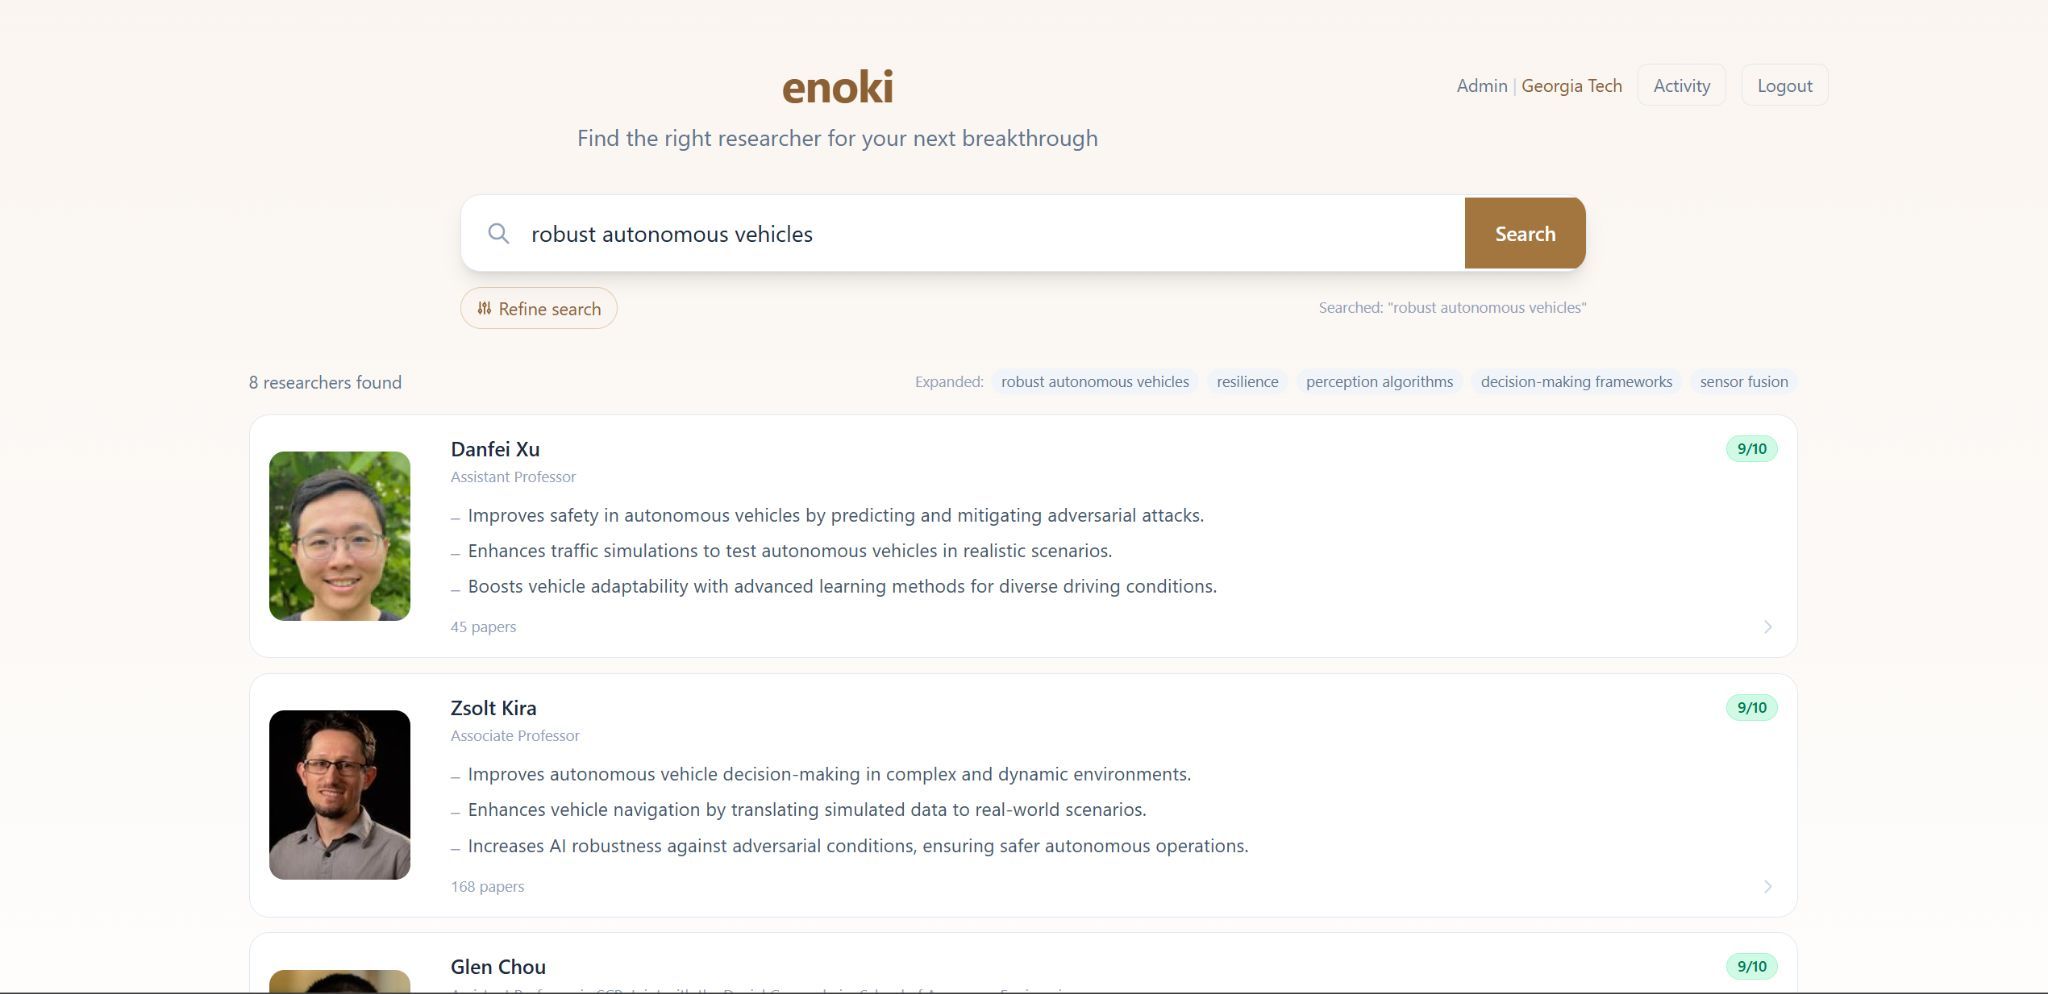 enoki
Admin | Georgia Tech
Activity
Logout
Find the right researcher for your next breakthrough
robust autonomous vehicles
Search
Refine search
Searched: "robust autonomous vehicles"
8 researchers found
Expanded: robust autonomous vehicles resilience perception algorithms decision-making frameworks sensor fusion
Danfei Xu
9/10
Assistant Professor
– Improves safety in autonomous vehicles by predicting and mitigating adversarial attacks.
– Enhances traffic simulations to test autonomous vehicles in realistic scenarios.
– Boosts vehicle adaptability with advanced learning methods for diverse driving conditions.
45 papers
Zsolt Kira
9/10
Associate Professor
– Improves autonomous vehicle decision-making in complex and dynamic environments.
– Enhances vehicle navigation by translating simulated data to real-world scenarios.
– Increases AI robustness against adversarial conditions, ensuring safer autonomous operations.
168 papers
Glen Chou
9/10